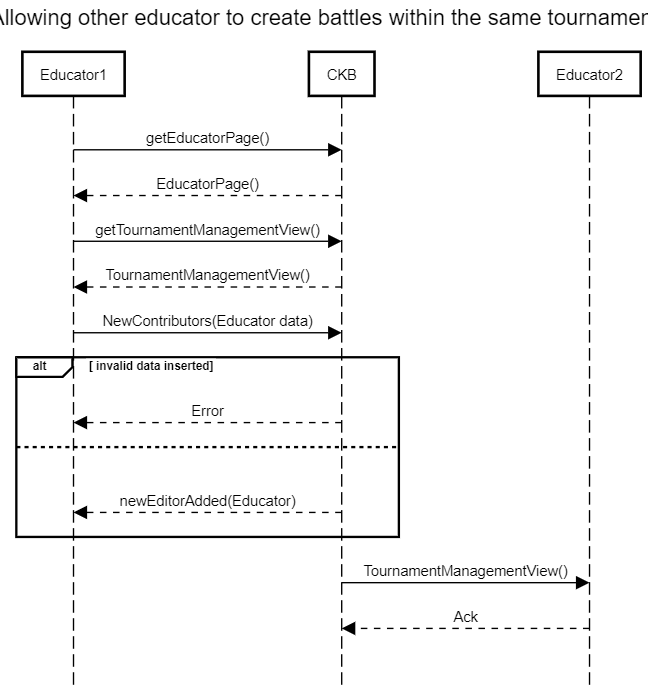 llowing other educator to create battles within the same tournamen
Educator1
CKB
Educator2
getEducatorPage()
EducatorPage()
getTournamentManagementView()
TournamentManagementView()
NewContributors(Educator data)
alt
[ invalid data inserted]
Error
newEditorAdded(Educator)
TournamentManagementView()
Ack